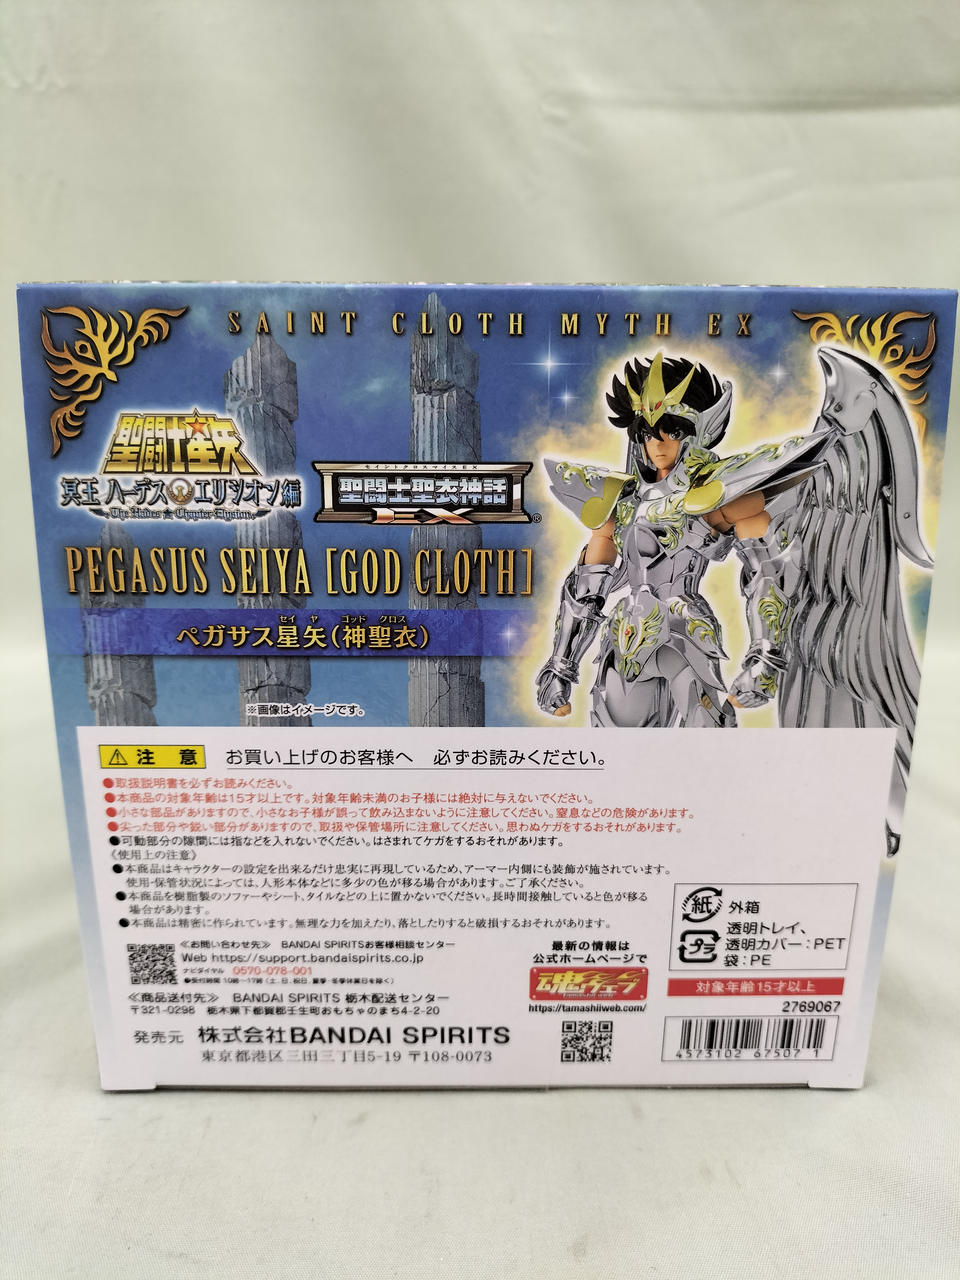 SAINT CLOTH MYTH EX
聖闘士星矢
冥王 ハーデス エリシオン編
The Hades Chapter Elysion
セイントクロスマイスEX
聖闘士聖衣神話
EX®
PEGASUS SEIYA [GOD CLOTH]
セイ ヤ ゴッド クロス
ペガサス星矢(神聖衣)
※画像はイメージです。
⚠注意 お買い上げのお客様へ 必ずお読みください。
●取扱説明書を必ずお読みください。
●本商品の対象年齢は15才以上です。対象年齢未満のお子様には絶対に与えないでください。
●小さな部品がありますので、小さなお子様が誤って飲み込まないように注意してください。窒息などの危険があります。
●尖った部分や鋭い部分がありますので、取扱や保管場所に注意してください。思わぬケガをするおそれがあります。
●可動部分の隙間には指などを入れないでください。はさまれてケガをするおそれがあります。
《使用上の注意》
●本商品はキャラクターの設定を出来るだけ忠実に再現しているため、アーマー内側にも装飾が施されています。
使用・保管状況によっては、人形本体などに多少の色が移る場合があります。ご了承ください。
●本商品を樹脂製のソファーやシート、タイルなどの上に置かないでください。長時間接触していると色が移る
場合があります。
●本商品は精密に作られています。無理な力を加えたり、落としたりすると破損するおそれがあります。
≪お問い合わせ先≫ BANDAI SPIRITSお客様相談センター
Web https://support.bandaispirits.co.jp
ナビダイヤル 0570-078-001
●受付時間 10時〜17時(土、日、祝日、夏季・冬季休業日を除く)
≪商品送付先≫ BANDAI SPIRITS 栃木配送センター
〒321-0298 栃木県下都賀郡壬生町おもちゃのまち4-2-20
発売元 株式会社BANDAI SPIRITS
東京都港区三田三丁目5-19 〒108-0073
最新の情報は
公式ホームページで
魂ウェブ
https://tamashiiweb.com/
紙 外箱
プラ 透明トレイ、
透明カバー:PET
袋:PE
対象年齢15才以上
2769067
4573102 67507 1